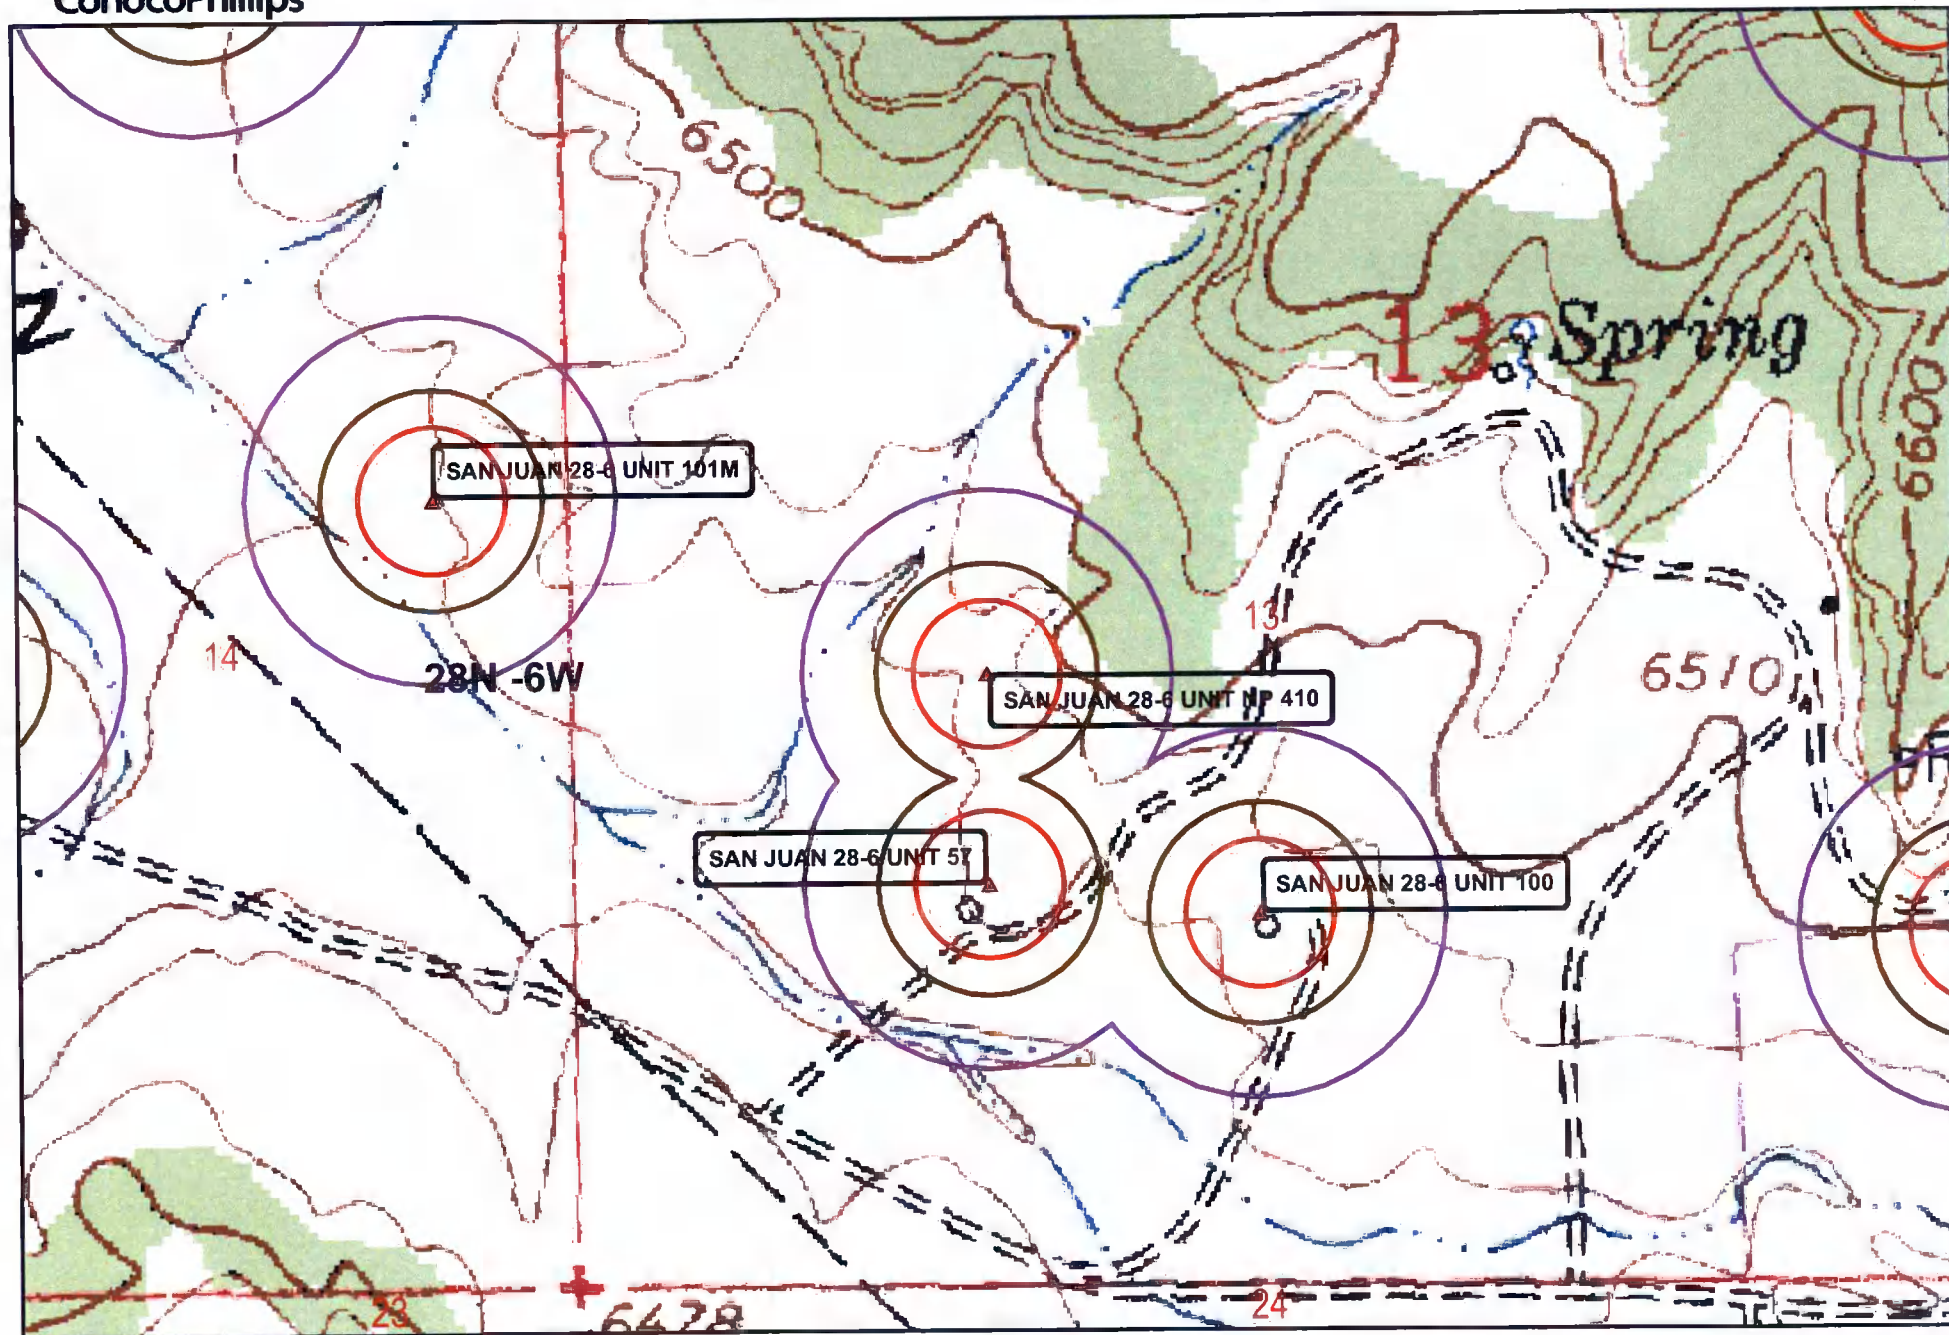 ConocoPhillips
6500
N
13
Spring
6600
SAN JUAN 28-6 UNIT 101M
13
14
28N -6W
6510
SAN JUAN 28-6 UNIT NP 410
SAN JUAN 28-6 UNIT 57
SAN JUAN 28-6 UNIT 100
23
6478
24